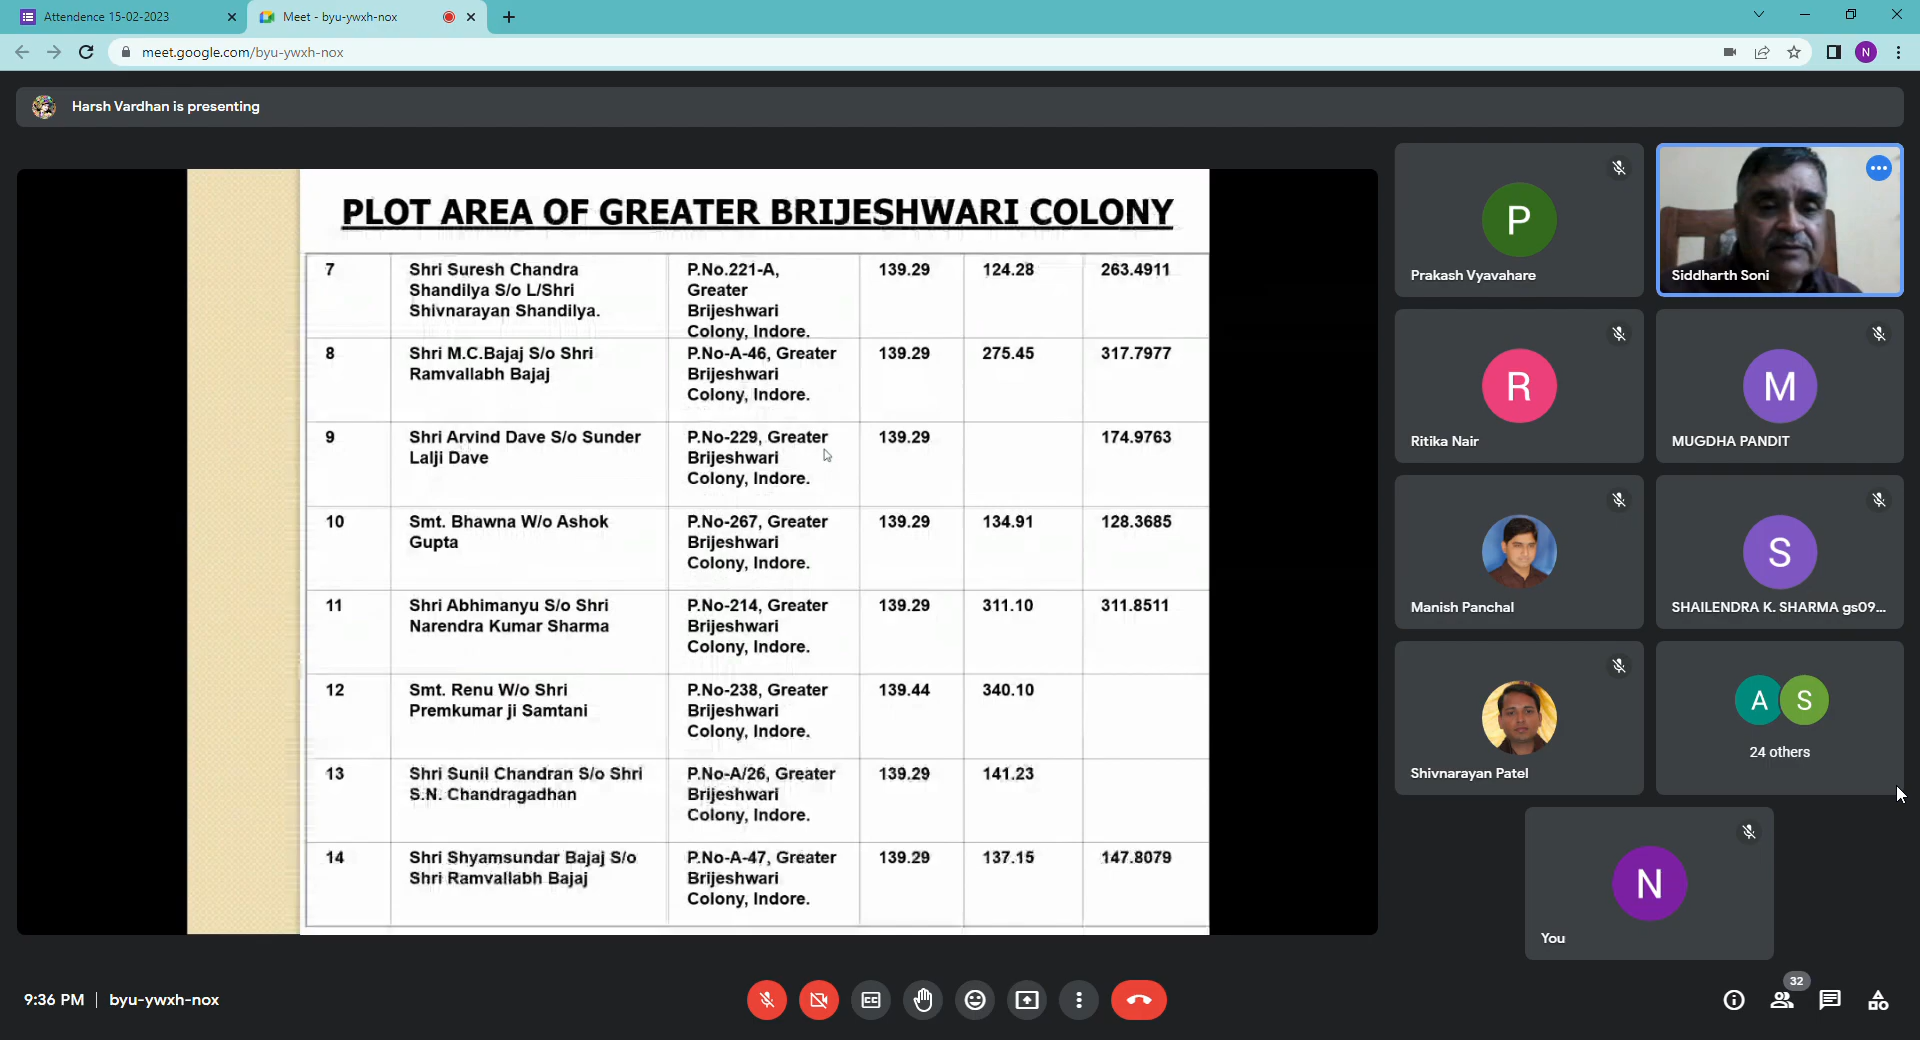 Attendence 15-02-2023
Meet - byu-ywxh-nox
meet.google.com/byu-ywxh-nox
N
Harsh Vardhan is presenting
PLOT AREA OF GREATER BRIJESHWARI COLONY
7 Shri Suresh Chandra P.No.221-A, 139.29 124.28 263.4911
Shandilya S/o L/Shri Greater
Shivnarayan Shandilya. Brijeshwari
Colony, Indore.
8 Shri M.C.Bajaj S/o Shri P.No-A-46, Greater 139.29 275.45 317.7977
Ramvallabh Bajaj Brijeshwari
Colony, Indore.
9 Shri Arvind Dave S/o Sunder P.No-229, Greater 139.29 174.9763
Lalji Dave Brijeshwari
Colony, Indore.
10 Smt. Bhawna W/o Ashok P.No-267, Greater 139.29 134.91 128.3685
Gupta Brijeshwari
Colony, Indore.
11 Shri Abhimanyu S/o Shri P.No-214, Greater 139.29 311.10 311.8511
Narendra Kumar Sharma Brijeshwari
Colony, Indore.
12 Smt. Renu W/o Shri P.No-238, Greater 139.44 340.10
Premkumar ji Samtani Brijeshwari
Colony, Indore.
13 Shri Sunil Chandran S/o Shri P.No-A/26, Greater 139.29 141.23
S.N. Chandragadhan Brijeshwari
Colony, Indore.
14 Shri Shyamsundar Bajaj S/o P.No-A-47, Greater 139.29 137.15 147.8079
Shri Ramvallabh Bajaj Brijeshwari
Colony, Indore.
P
Prakash Vyavahare
Siddharth Soni
R
Ritika Nair
M
MUGDHA PANDIT
Manish Panchal
S
SHAILENDRA K. SHARMA gs09...
Shivnarayan Patel
A S
24 others
N
You
9:36 PM | byu-ywxh-nox
CC
32